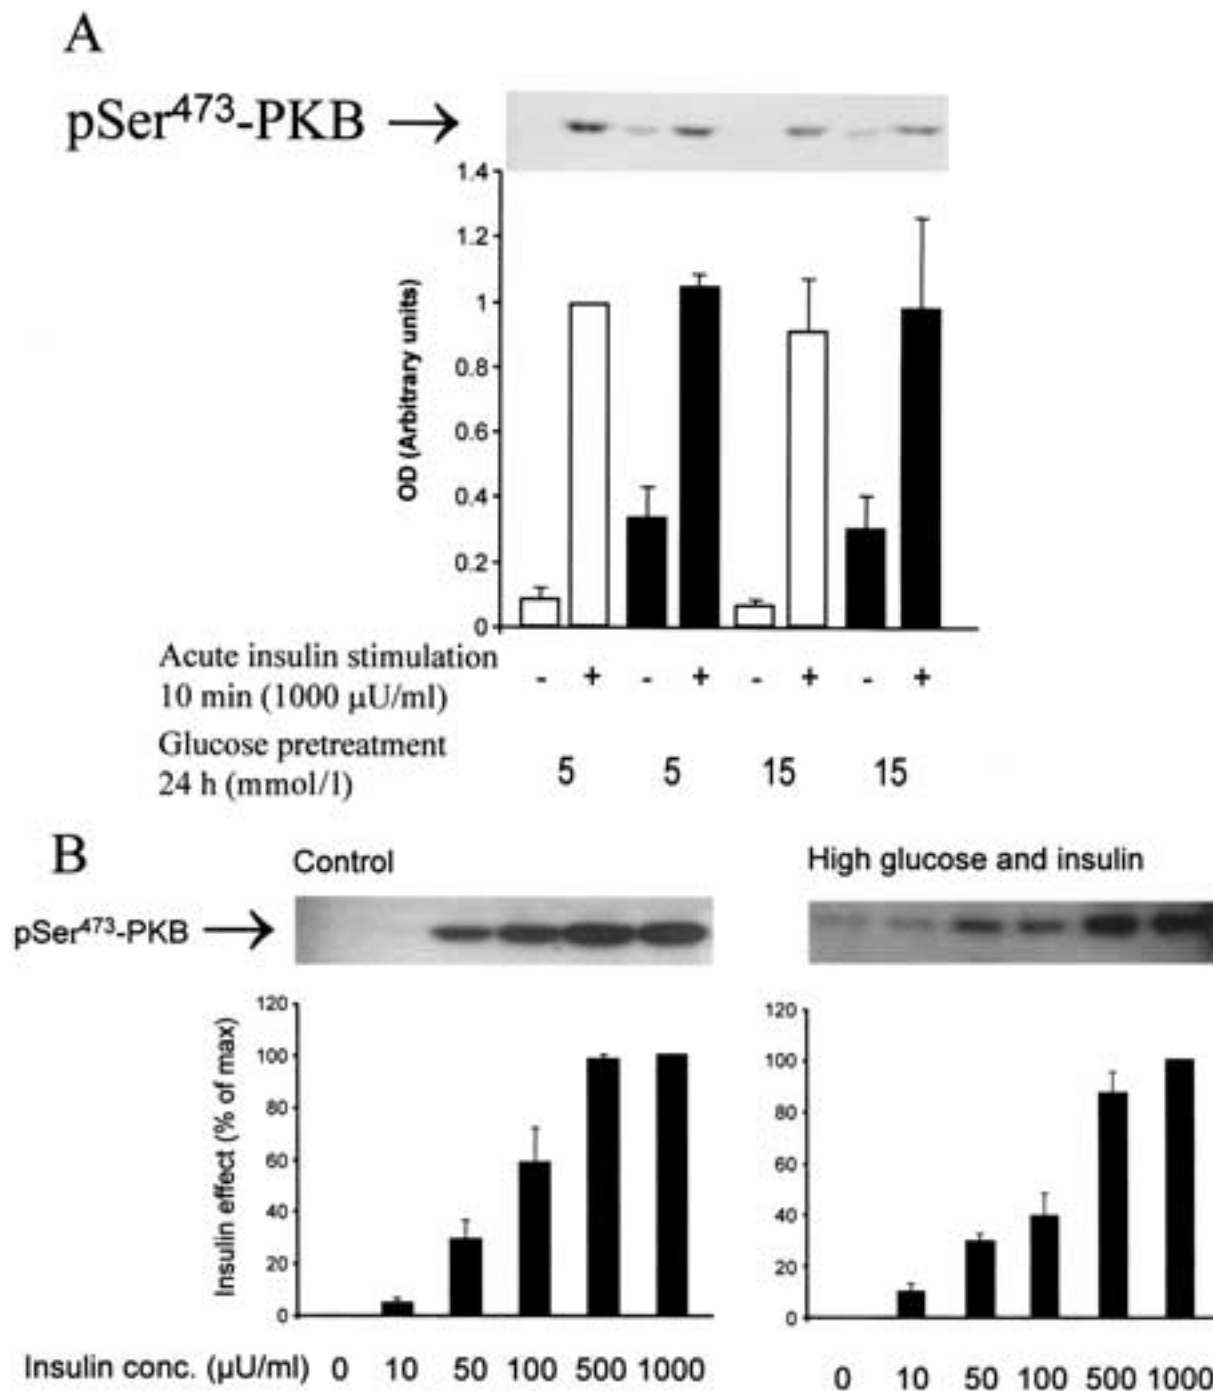 A
pSer473-PKB
1.4
1.2
1
0.8
0.6
0.4
0.2
0
OD (Arbitrary units)
Acute insulin stimulation
10 min (1000 µU/ml)
- + - + - + - +
Glucose pretreatment
24 h (mmol/l)
5 5 15 15
B
Control
High glucose and insulin
pSer473-PKB
Insulin effect (% of max)
120
100
80
60
40
20
0
120
100
80
60
40
20
0
Insulin conc. (µU/ml) 0 10 50 100 500 1000
0 10 50 100 500 1000